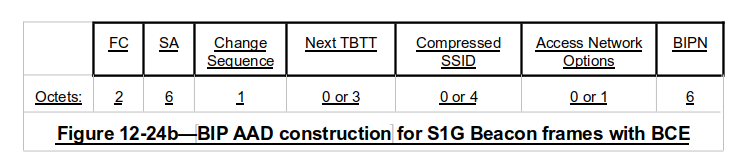 FC SA Change Sequence Next TBTT Compressed SSID Access Network Options BIPN
Octets: 2 6 1 0 or 3 0 or 4 0 or 1 6
Figure 12-24b—BIP AAD construction for S1G Beacon frames with BCE